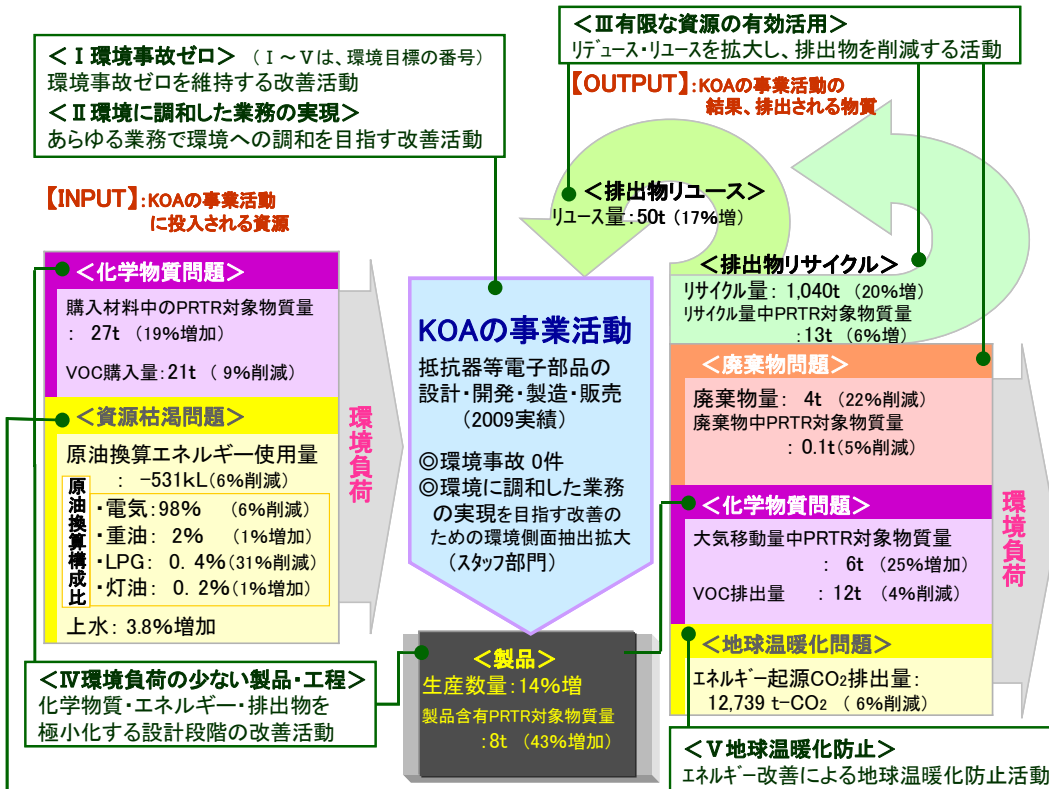 ＜Ⅰ環境事故ゼロ＞ （Ⅰ～Ⅴは、環境目標の番号）
環境事故ゼロを維持する改善活動
＜Ⅱ環境に調和した業務の実現＞
あらゆる業務で環境への調和を目指す改善活動
＜Ⅲ有限な資源の有効活用＞
ﾘﾃﾞｭｰｽ・ﾘﾕｰｽを拡大し、排出物を削減する活動
【OUTPUT】:KOAの事業活動の
結果、排出される物質
＜排出物リユース＞
ﾘﾕｰｽ量:50t （17%増）
＜排出物リサイクル＞
ﾘｻｲｸﾙ量： 1,040t （20%増）
ﾘｻｲｸﾙ量中PRTR対象物質量
:13t （6%増）
【INPUT】:KOAの事業活動
に投入される資源
＜化学物質問題＞
購入材料中のPRTR対象物質量
： 27t （19%増加）
VOC購入量:21t （ 9%削減）
＜資源枯渇問題＞
原油換算エネルギー使用量
： -531kL(6%削減）
原油換算構成比
・電気:98% （6%削減）
・重油： 2% （1%増加）
・LPG： 0. 4%（31%削減）
・灯油： 0. 2%（1%増加）
上水： 3.8%増加
環境負荷
KOAの事業活動
抵抗器等電子部品の
設計・開発・製造・販売
（2009実績）
◎環境事故 0件
◎環境に調和した業務
の実現を目指す改善の
ための環境側面抽出拡大
（ｽﾀｯﾌ部門）
＜製品＞
生産数量:14%増
製品含有PRTR対象物質量
:8t （43%増加）
＜廃棄物問題＞
廃棄物量： 4t （22%削減）
廃棄物中PRTR対象物質量
： 0.1t(5%削減）
＜化学物質問題＞
大気移動量中PRTR対象物質量
： 6t （25%増加）
VOC排出量 ： 12t （4%削減）
＜地球温暖化問題＞
ｴﾈﾙｷﾞｰ起源CO₂排出量：
12,739 t-CO₂ （ 6%削減）
環境負荷
＜Ⅳ環境負荷の少ない製品・工程＞
化学物質・エネルギー・排出物を
極小化する設計段階の改善活動
＜Ⅴ地球温暖化防止＞
ｴﾈﾙｷﾞｰ改善による地球温暖化防止活動